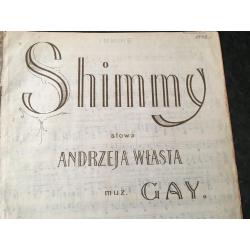 Shimmy
słowa
ANDRZEJA WŁASTA
muz. GAY.